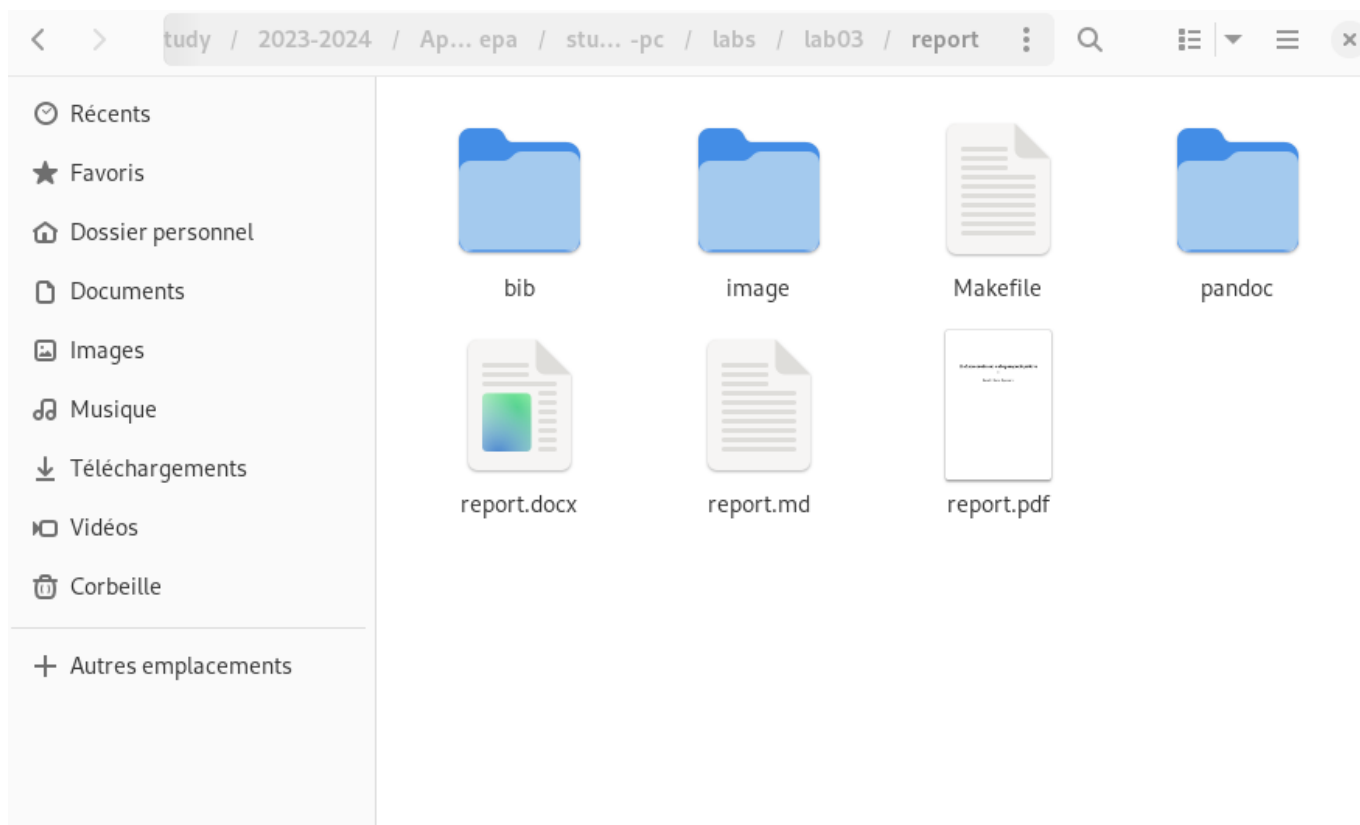 tudy / 2023-2024 / Ap... epa / stu... -pc / labs / lab03 / report
Récents
Favoris
Dossier personnel
Documents
Images
Musique
Téléchargements
Vidéos
Corbeille
Autres emplacements
bib image Makefile pandoc
report.docx report.md report.pdf